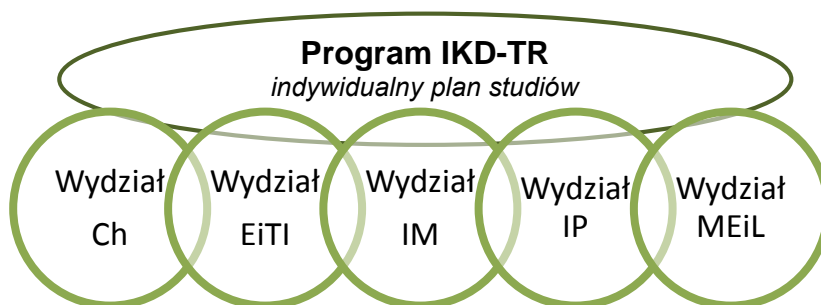 Program IKD-TR
indywidualny plan studiów
Wydział
Ch
Wydział
EiTI
Wydział
IM
Wydział
IP
Wydział
MEiL